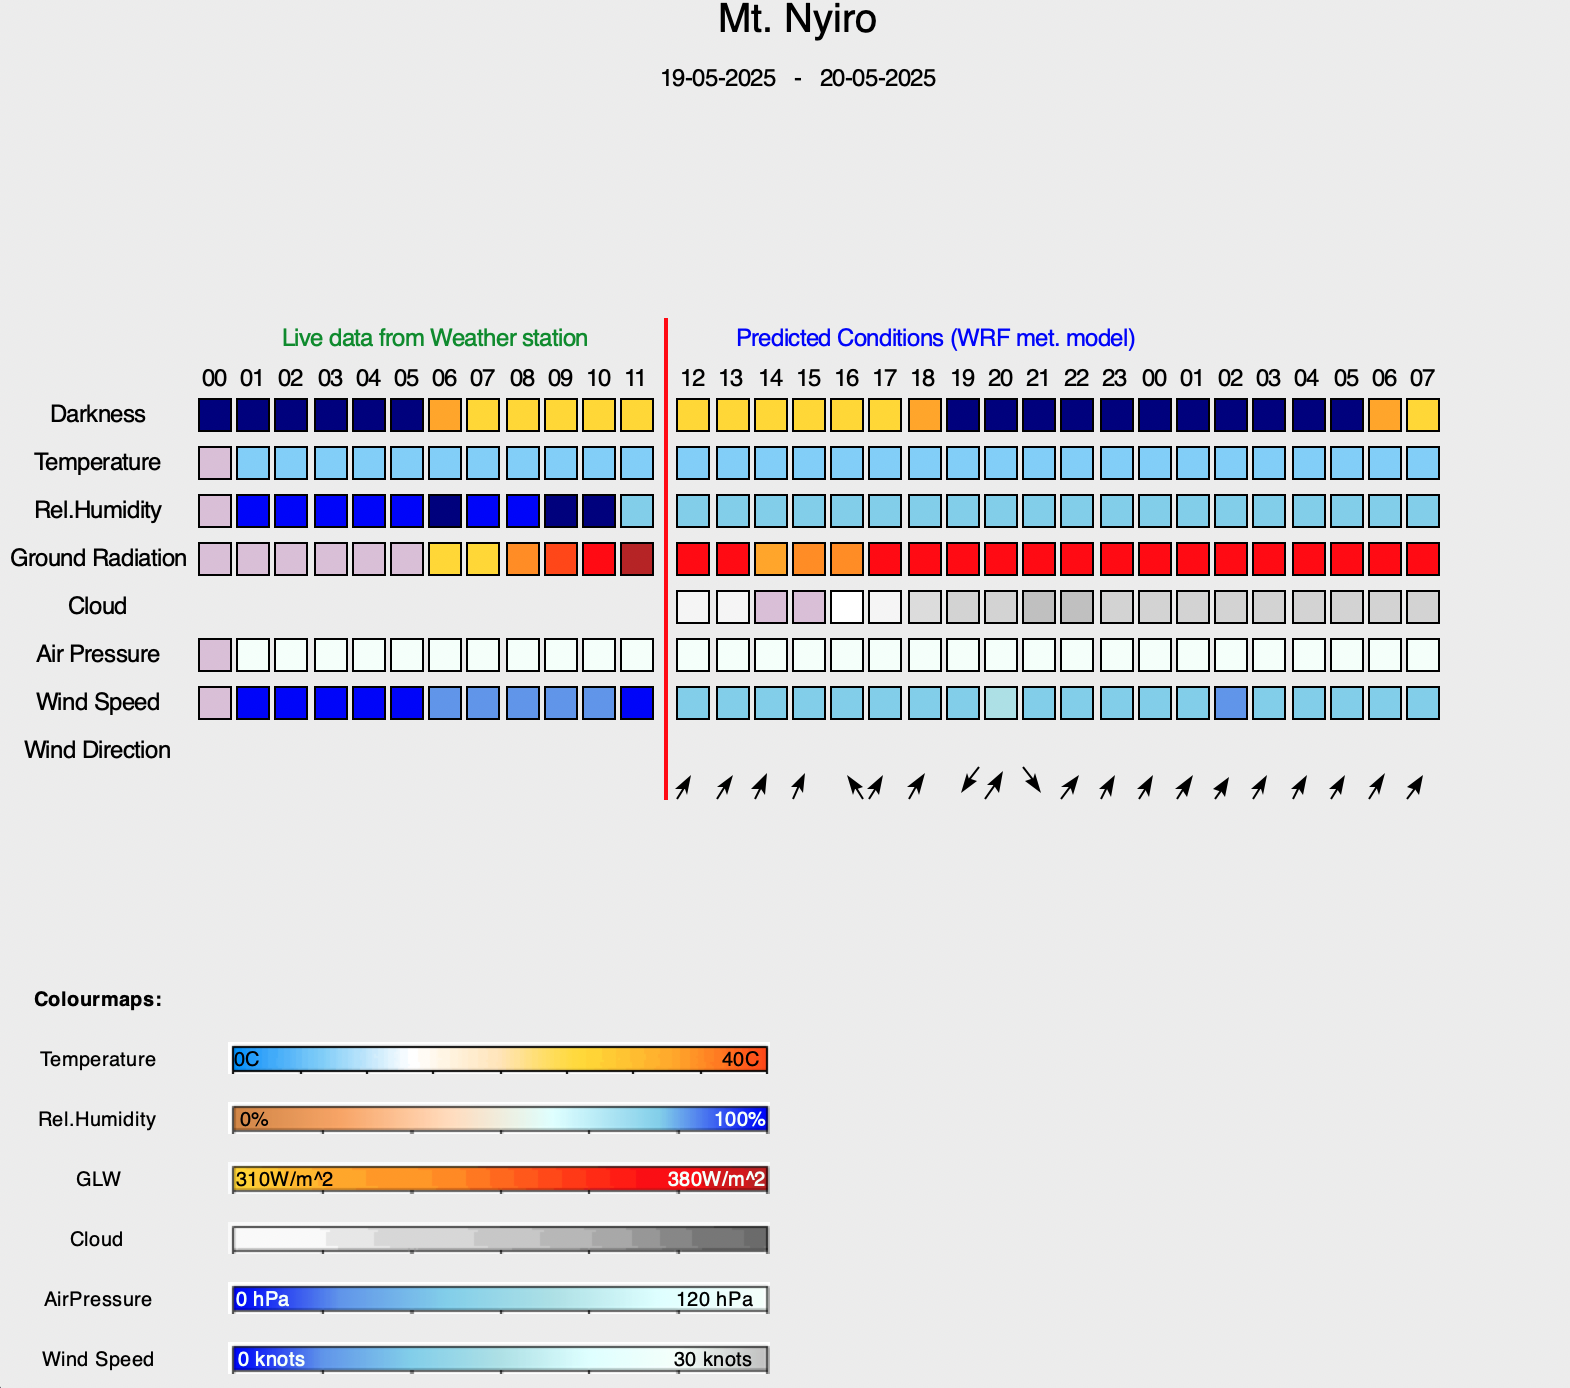 Mt. Nyiro
19-05-2025 - 20-05-2025
Live data from Weather station Predicted Conditions (WRF met. model)
00 01 02 03 04 05 06 07 08 09 10 11 12 13 14 15 16 17 18 19 20 21 22 23 00 01 02 03 04 05 06 07
Darkness
Temperature
Rel.Humidity
Ground Radiation
Cloud
Air Pressure
Wind Speed
Wind Direction
Colourmaps:
Temperature 0C 40C
Rel.Humidity 0% 100%
GLW 310W/m^2 380W/m^2
Cloud
AirPressure 0 hPa 120 hPa
Wind Speed 0 knots 30 knots